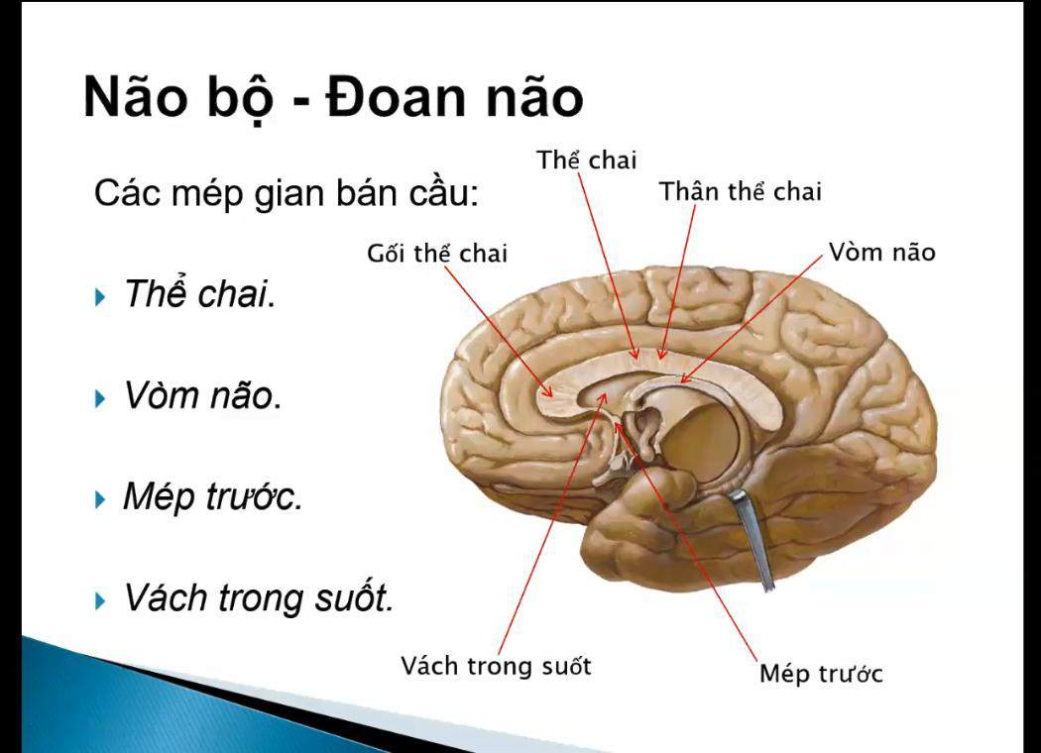 Não bộ - Đoan não
Các mép gian bán cầu:
Thể chai.
Vòm não.
Mép trước.
Vách trong suốt.
Thể chai
Thân thể chai
Gối thể chai
Vòm não
Vách trong suốt
Mép trước